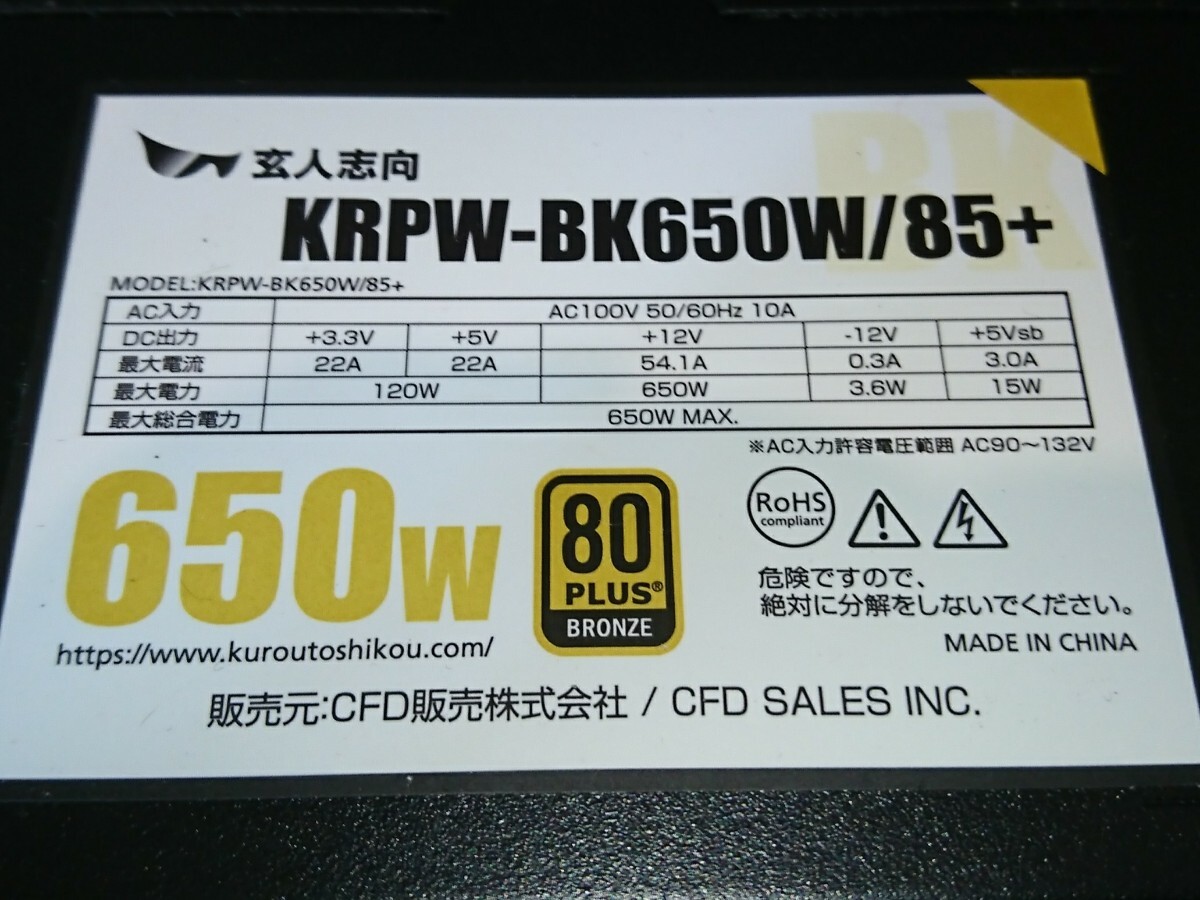 玄人志向
BK
KRPW-BK650W/85+
MODEL:KRPW-BK650W/85+
AC入力 AC100V 50/60Hz 10A
DC出力 +3.3V +5V +12V -12V +5Vsb
最大電流 22A 22A 54.1A 0.3A 3.0A
最大電力 120W 650W 3.6W 15W
最大総合電力 650W MAX.
※AC入力許容電圧範囲 AC90～132V
650W
80
PLUS®
BRONZE
RoHS
compliant
危険ですので、
絶対に分解をしないでください。
https://www.kuroutoshikou.com/
MADE IN CHINA
販売元:CFD販売株式会社 / CFD SALES INC.